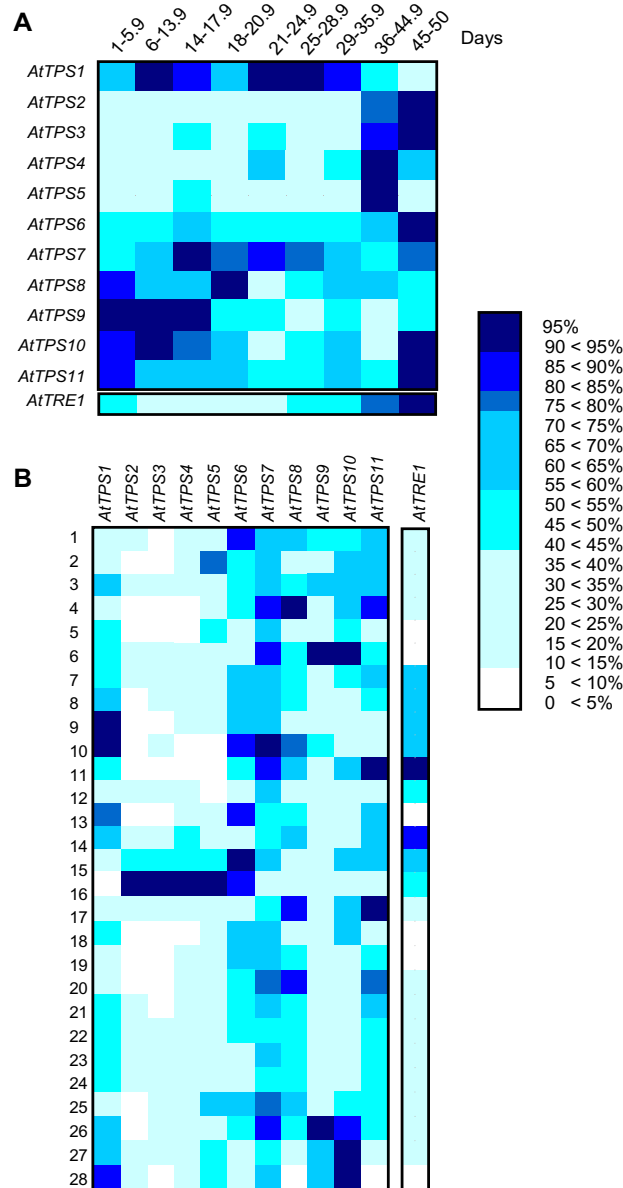 A
1-5.9 6-13.9 14-17.9 18-20.9 21-24.9 25-28.9 29-35.9 36-44.9 45-50 Days
AtTPS1
AtTPS2
AtTPS3
AtTPS4
AtTPS5
AtTPS6
AtTPS7
AtTPS8
AtTPS9
AtTPS10
AtTPS11
AtTRE1
95%
90 < 95%
85 < 90%
80 < 85%
75 < 80%
70 < 75%
65 < 70%
60 < 65%
55 < 60%
50 < 55%
45 < 50%
40 < 45%
35 < 40%
30 < 35%
25 < 30%
20 < 25%
15 < 20%
10 < 15%
5 < 10%
0 < 5%
B
AtTPS1 AtTPS2 AtTPS3 AtTPS4 AtTPS5 AtTPS6 AtTPS7 AtTPS8 AtTPS9 AtTPS10 AtTPS11 AtTRE1
1
2
3
4
5
6
7
8
9
10
11
12
13
14
15
16
17
18
19
20
21
22
23
24
25
26
27
28